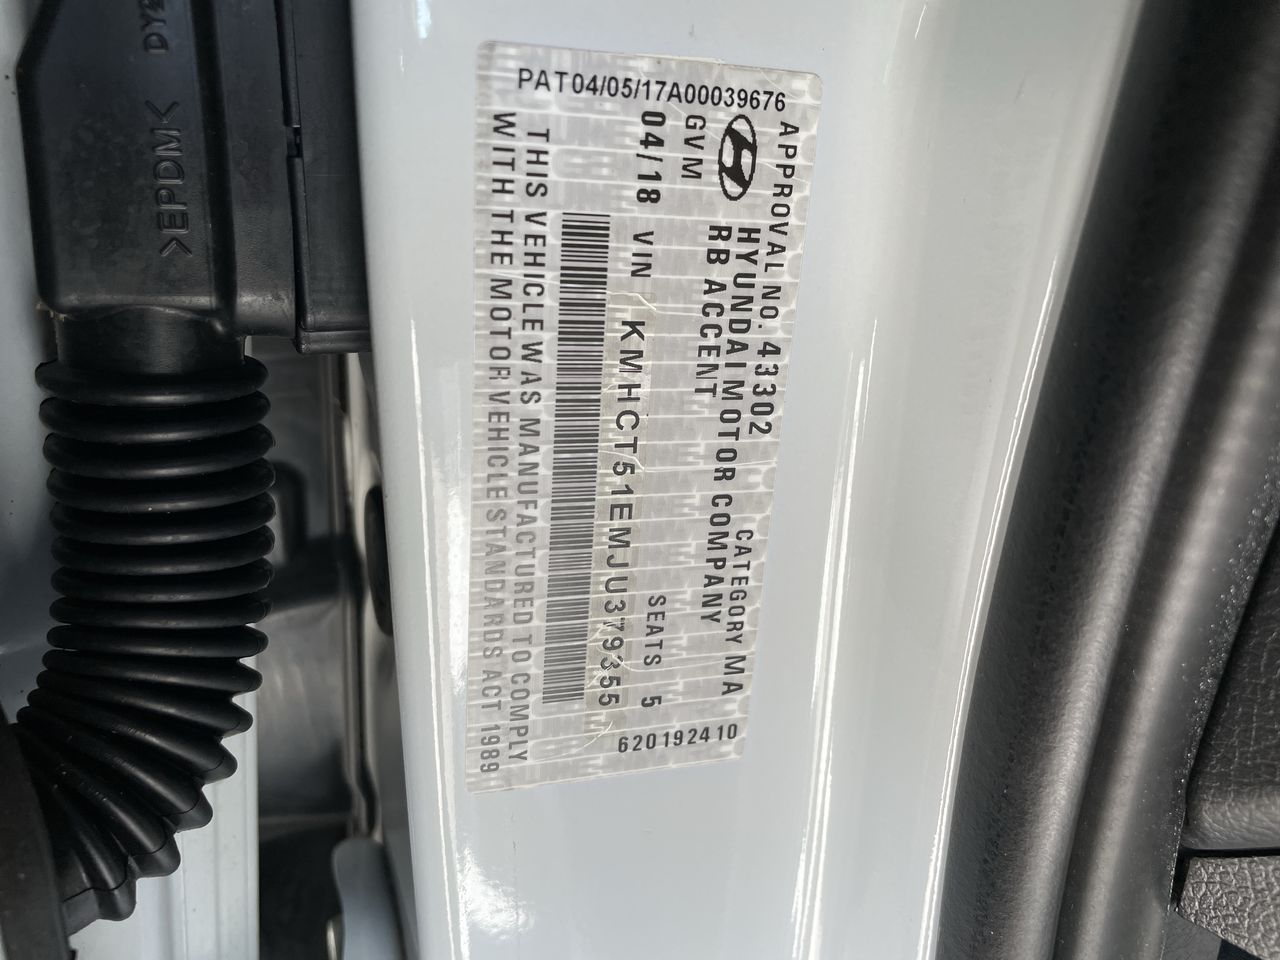 PAT04/05/17A00039676
APPROVAL NO. 43302
CATEGORY MA
HYUNDAI MOTOR COMPANY
RB ACCENT
GVM
04/18 VIN
SEATS 5
KMHCT51EMJU379355
THIS VEHICLE WAS MANUFACTURED TO COMPLY
WITH THE MOTOR VEHICLE STANDARDS ACT 1989
620192410
>EPDM<